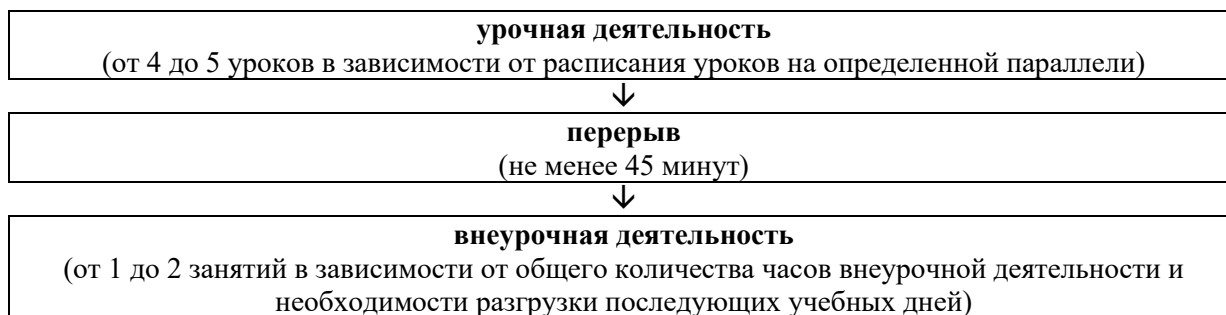 урочная деятельность
(от 4 до 5 уроков в зависимости от расписания уроков на определенной параллели)
перерыв
(не менее 45 минут)
внеурочная деятельность
(от 1 до 2 занятий в зависимости от общего количества часов внеурочной деятельности и
необходимости разгрузки последующих учебных дней)